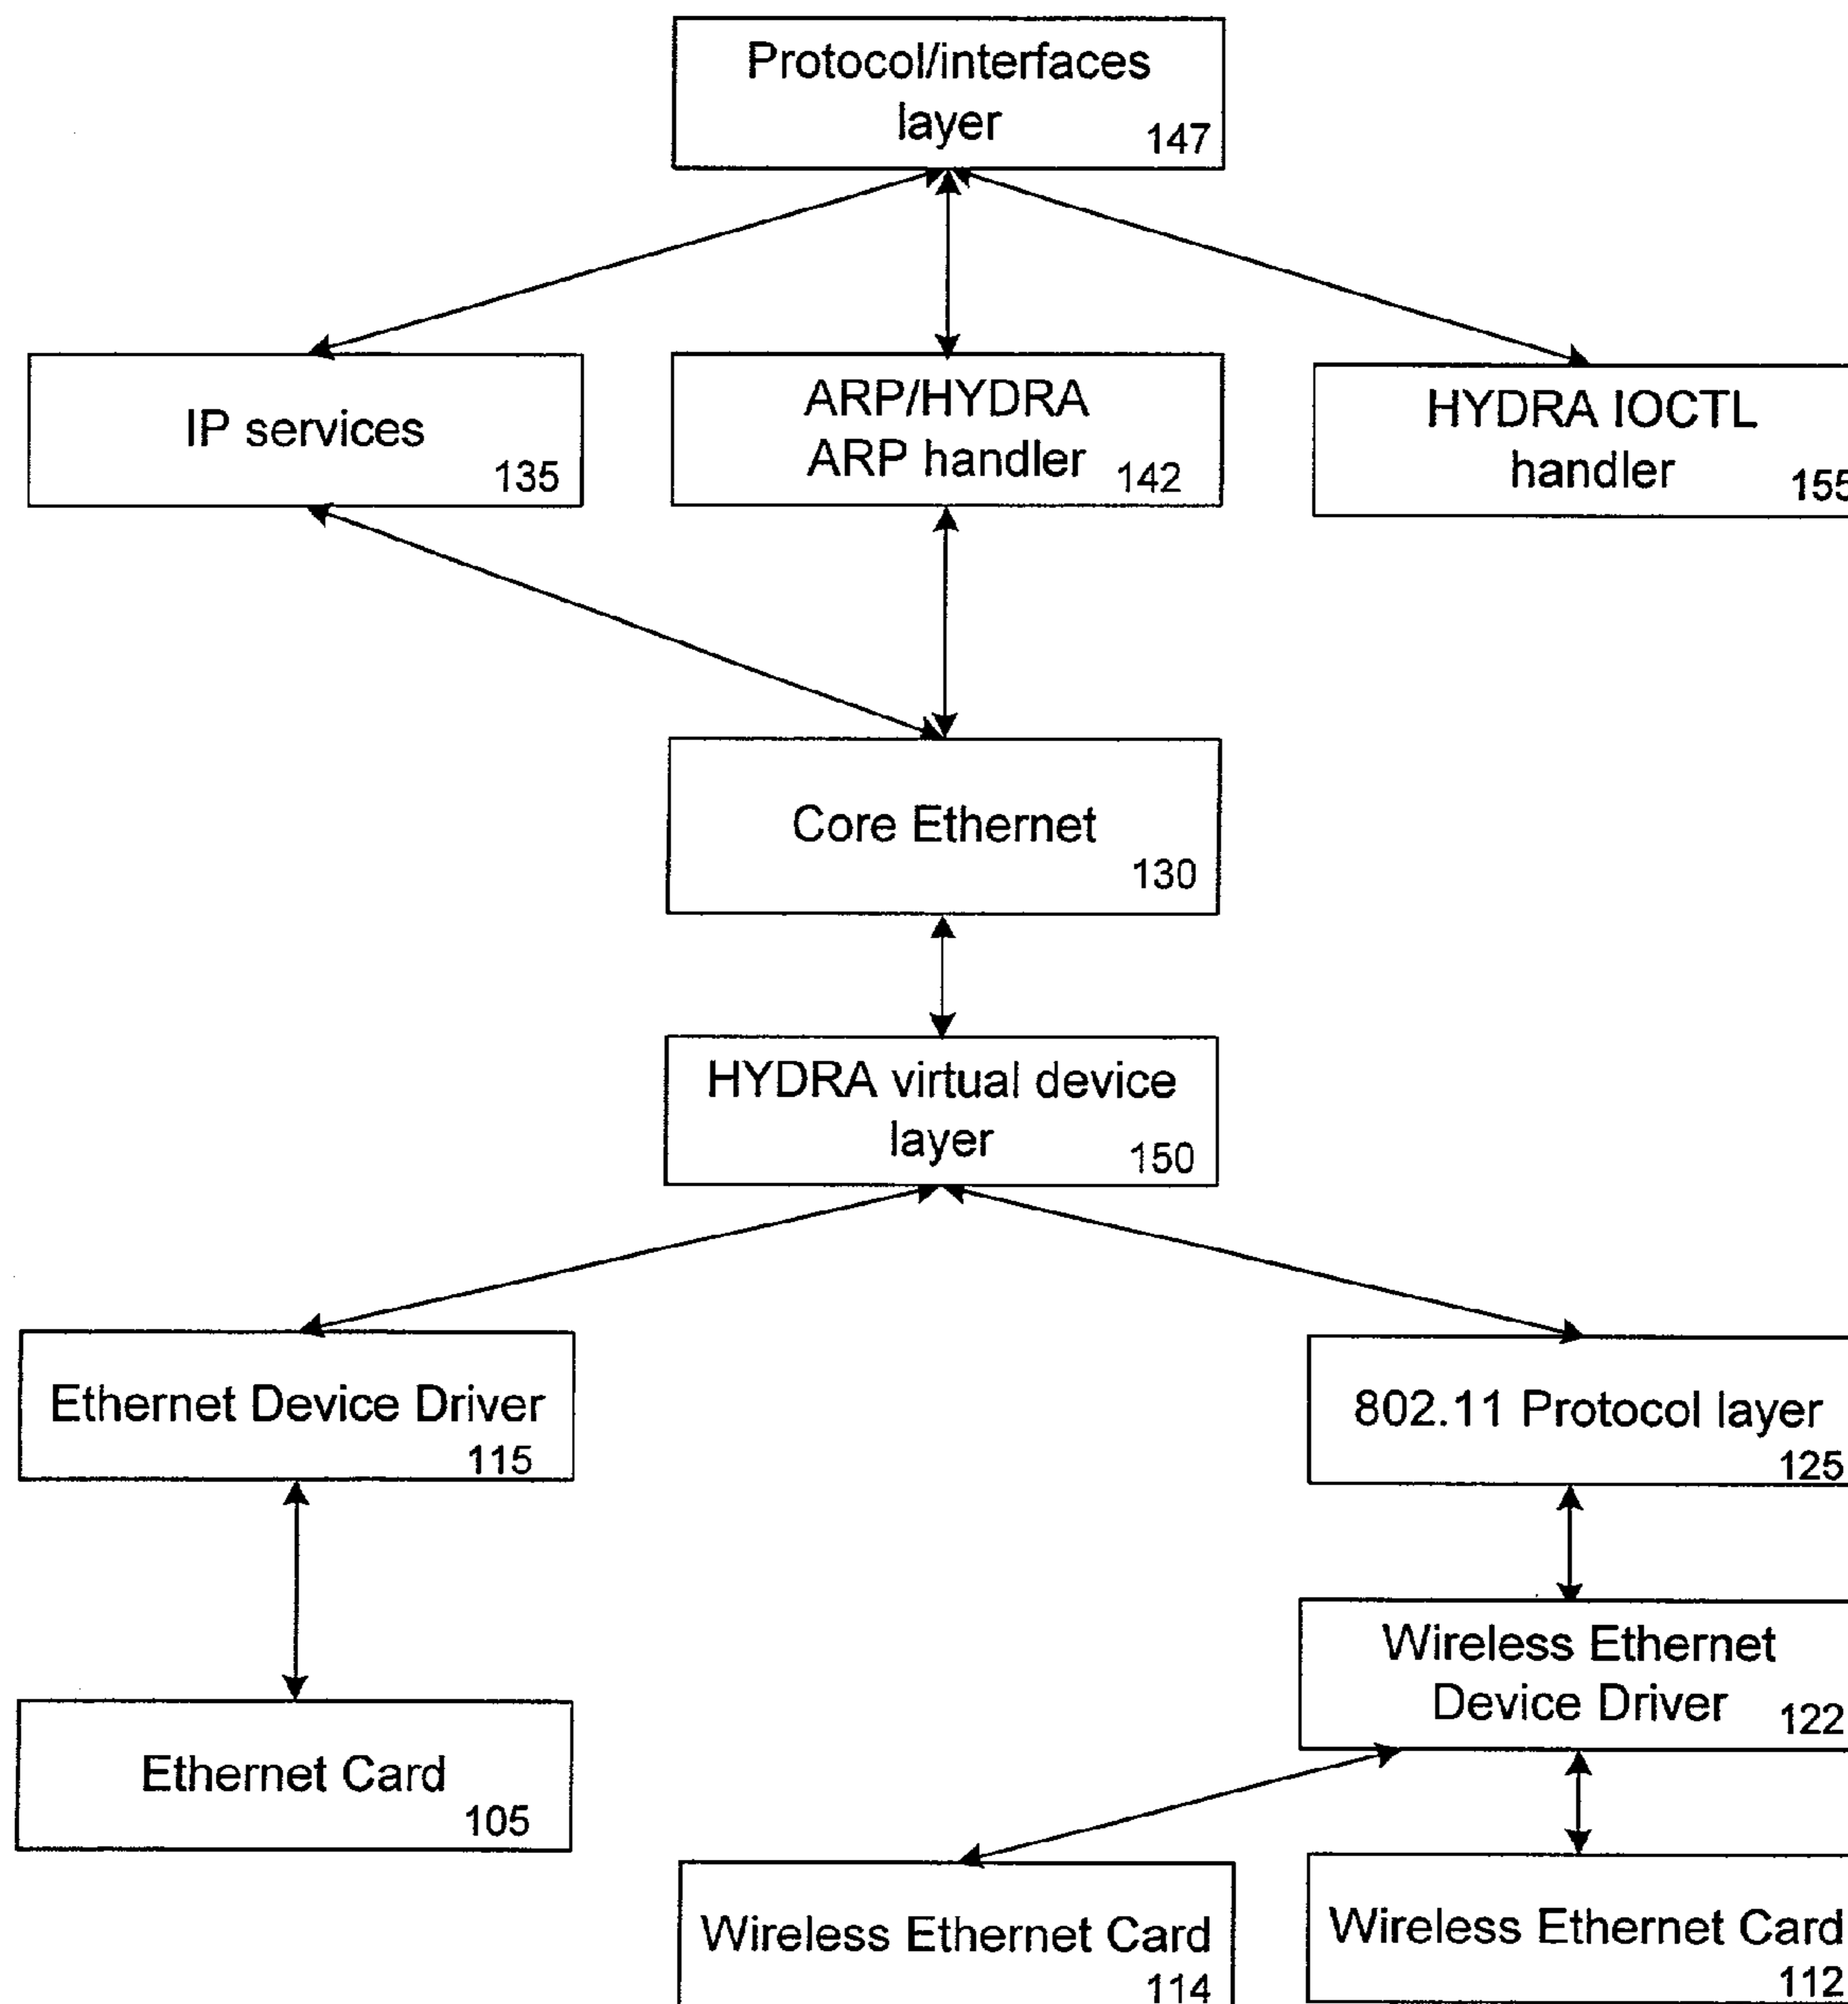 Protocol/interfaces
layer
147
IP services
135
ARP/HYDRA
ARP handler
142
HYDRA IOCTL
handler
155
Core Ethernet
130
HYDRA virtual device
layer
150
Ethernet Device Driver
115
802.11 Protocol layer
125
Wireless Ethernet
Device Driver
122
Ethernet Card
105
Wireless Ethernet Card
114
Wireless Ethernet Card
112